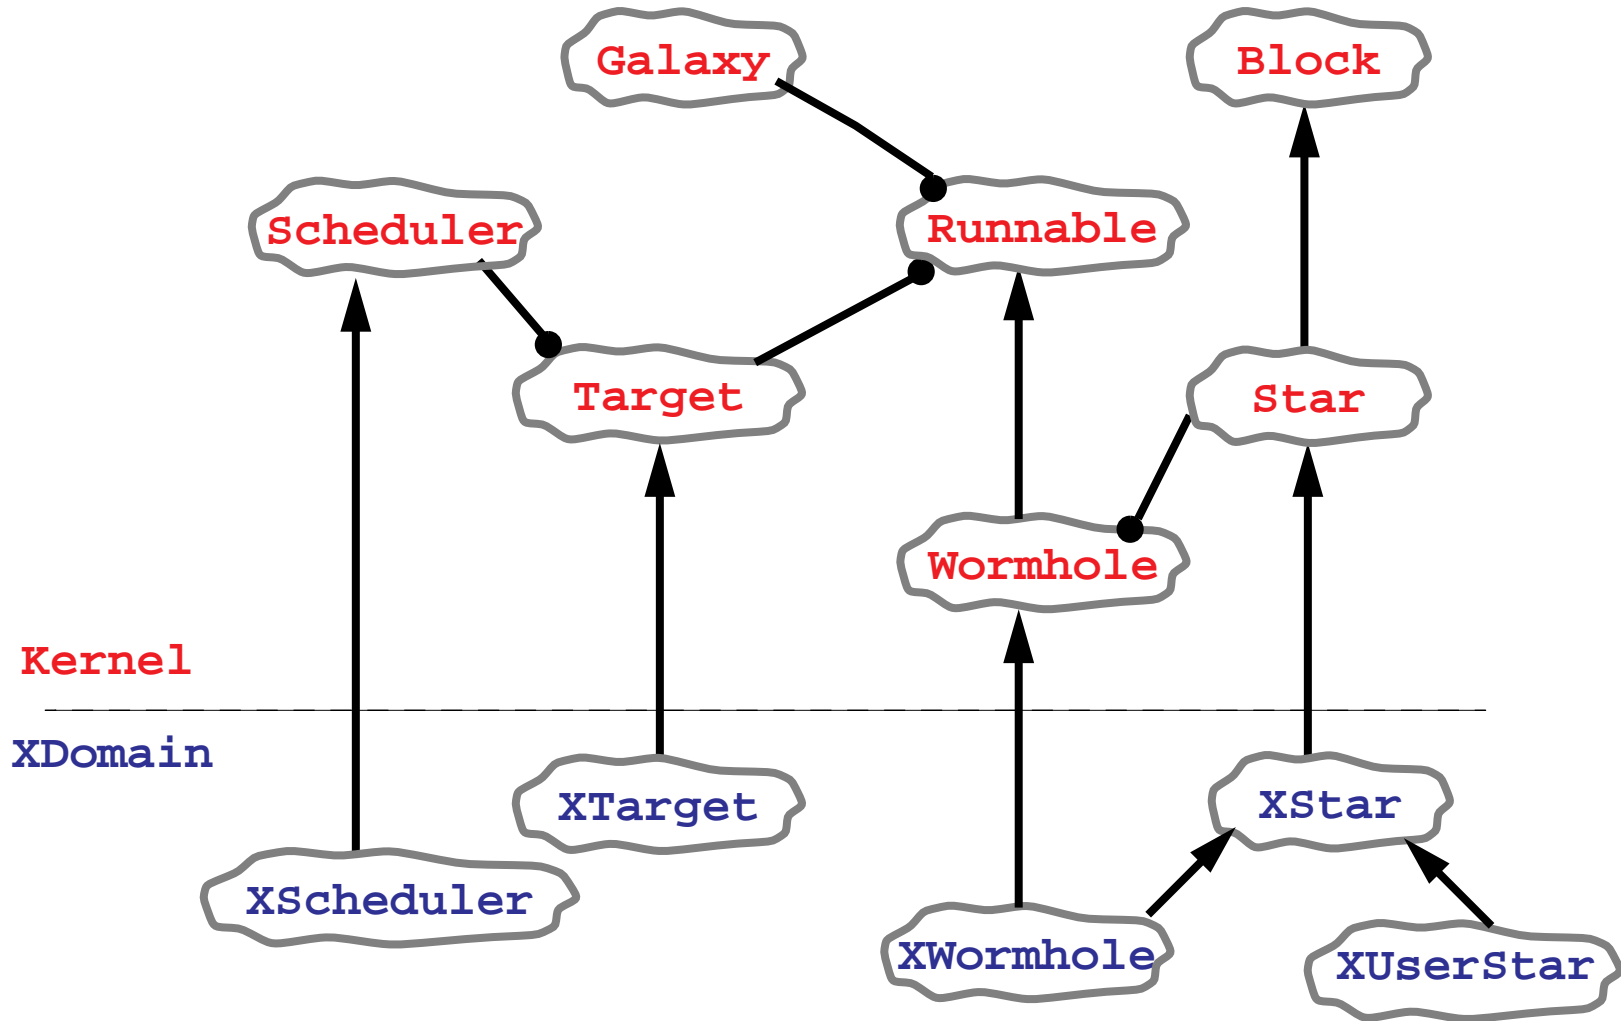 Galaxy
Block
Scheduler
Runnable
Target
Star
Wormhole
Kernel
XDomain
XTarget
XStar
XScheduler
XWormhole
XUserStar